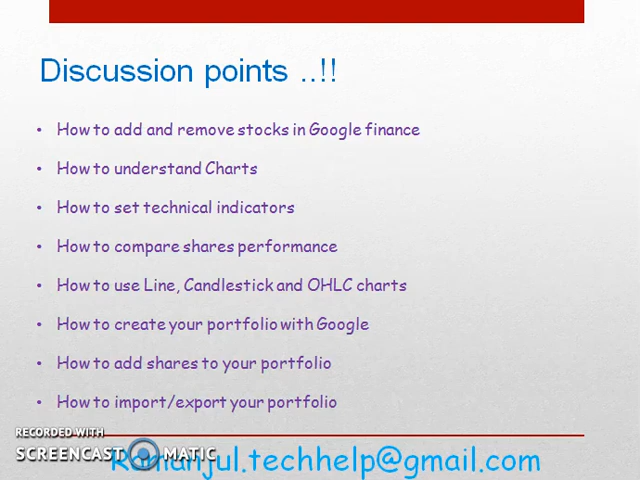 Discussion points ..!!
• How to add and remove stocks in Google finance
• How to understand Charts
• How to set technical indicators
• How to compare shares performance
• How to use Line, Candlestick and OHLC charts
• How to create your portfolio with Google
• How to add shares to your portfolio
• How to import/export your portfolio
RECORDED WITH
SCREENCAST MATIC
Ramanjul.techhelp@gmail.com